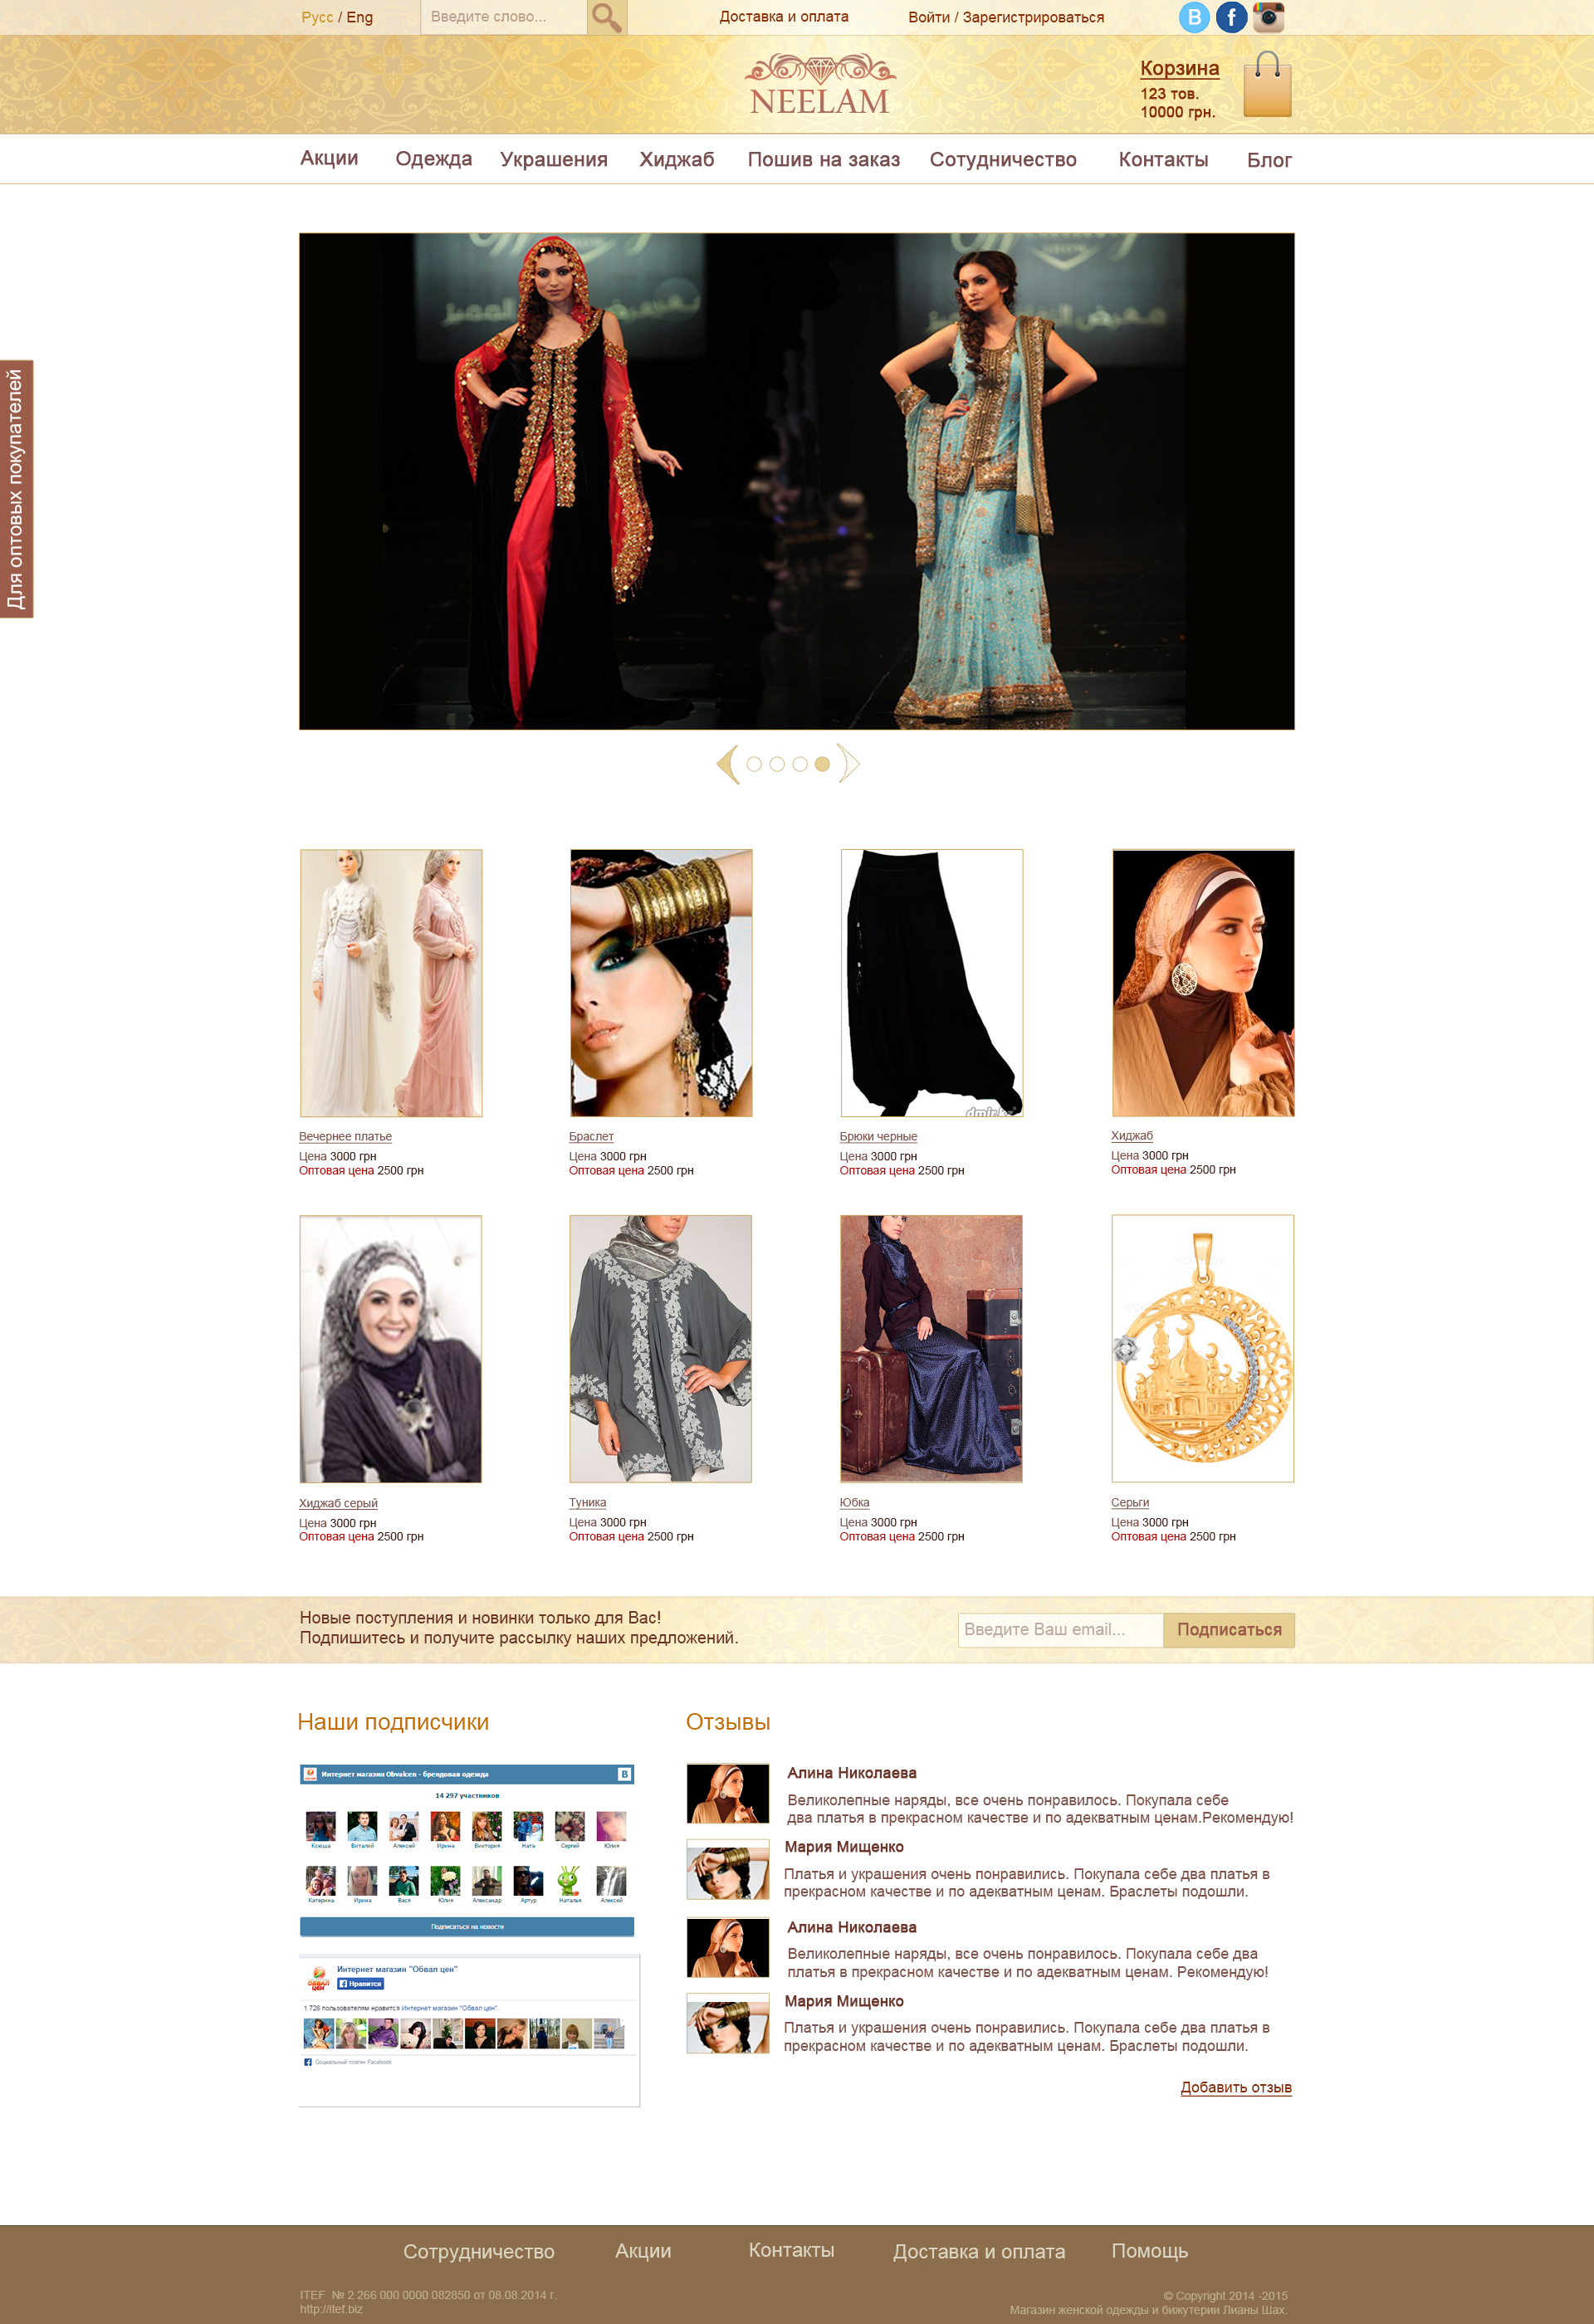 Русс / Eng
Введите слово...
Доставка и оплата
Войти / Зарегистрироваться
B f
NEELAM
Корзина
123 тов.
10000 грн.
Акции Одежда Украшения Хиджаб Пошив на заказ Сотудничество Контакты Блог
Для оптовых покупателей
Вечернее платье
Цена 3000 грн
Оптовая цена 2500 грн
Браслет
Цена 3000 грн
Оптовая цена 2500 грн
Брюки черные
Цена 3000 грн
Оптовая цена 2500 грн
Хиджаб
Цена 3000 грн
Оптовая цена 2500 грн
Хиджаб серый
Цена 3000 грн
Оптовая цена 2500 грн
Туника
Цена 3000 грн
Оптовая цена 2500 грн
Юбка
Цена 3000 грн
Оптовая цена 2500 грн
Серьги
Цена 3000 грн
Оптовая цена 2500 грн
Новые поступления и новинки только для Вас!
Подпишитесь и получите рассылку наших предложений.
Введите Ваш email...
Подписаться
Наши подписчики
Интернет магазин Obvalcen - брендовая одежда
B
14 297 участников
Ксюша Виталий Алексей Ирина Виктория Ната Сергей Юлия
Катерина Ирина Вася Юлия Александр Артур Наталья Алексей
Подписаться на новости
ОБВАЛ
ЦЕН
Интернет магазин "Обвал цен"
Нравится
1 726 пользователям нравится Интернет магазин "Обвал цен".
Социальный плагин Facebook
Отзывы
Алина Николаева
Великолепные наряды, все очень понравилось. Покупала себе
два платья в прекрасном качестве и по адекватным ценам.Рекомендую!
Мария Мищенко
Платья и украшения очень понравились. Покупала себе два платья в
прекрасном качестве и по адекватным ценам. Браслеты подошли.
Алина Николаева
Великолепные наряды, все очень понравилось. Покупала себе два
платья в прекрасном качестве и по адекватным ценам. Рекомендую!
Мария Мищенко
Платья и украшения очень понравились. Покупала себе два платья в
прекрасном качестве и по адекватным ценам. Браслеты подошли.
Добавить отзыв
Сотрудничество Акции Контакты Доставка и оплата Помощь
ITEF № 2 266 000 0000 082850 от 08.08.2014 г.
http://itef.biz
© Copyright 2014 -2015
Магазин женской одежды и бижутерии Лианы Шах.